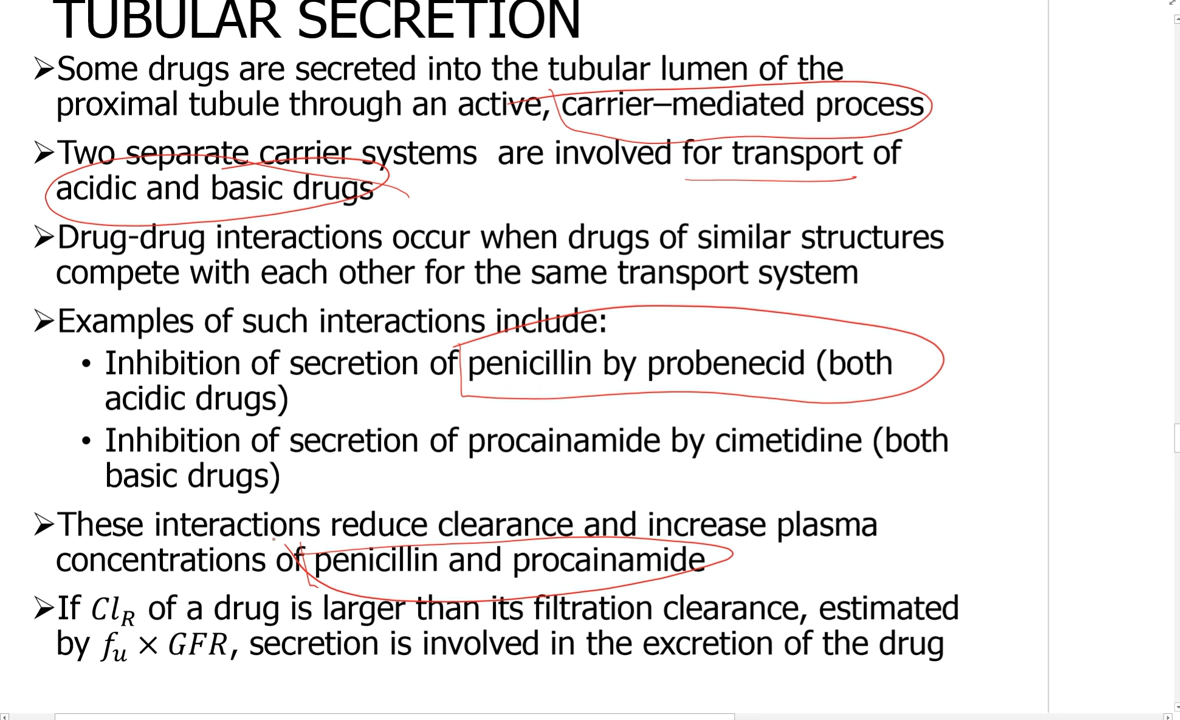 TUBULAR SECRETION
➤Some drugs are secreted into the tubular lumen of the
proximal tubule through an active, carrier–mediated process
➤Two separate carrier systems are involved for transport of
acidic and basic drugs
➤Drug-drug interactions occur when drugs of similar structures
compete with each other for the same transport system
➤Examples of such interactions include:
• Inhibition of secretion of penicillin by probenecid (both
acidic drugs)
• Inhibition of secretion of procainamide by cimetidine (both
basic drugs)
➤These interactions reduce clearance and increase plasma
concentrations of penicillin and procainamide
➤If Cl_R of a drug is larger than its filtration clearance, estimated
by f_u × GFR, secretion is involved in the excretion of the drug